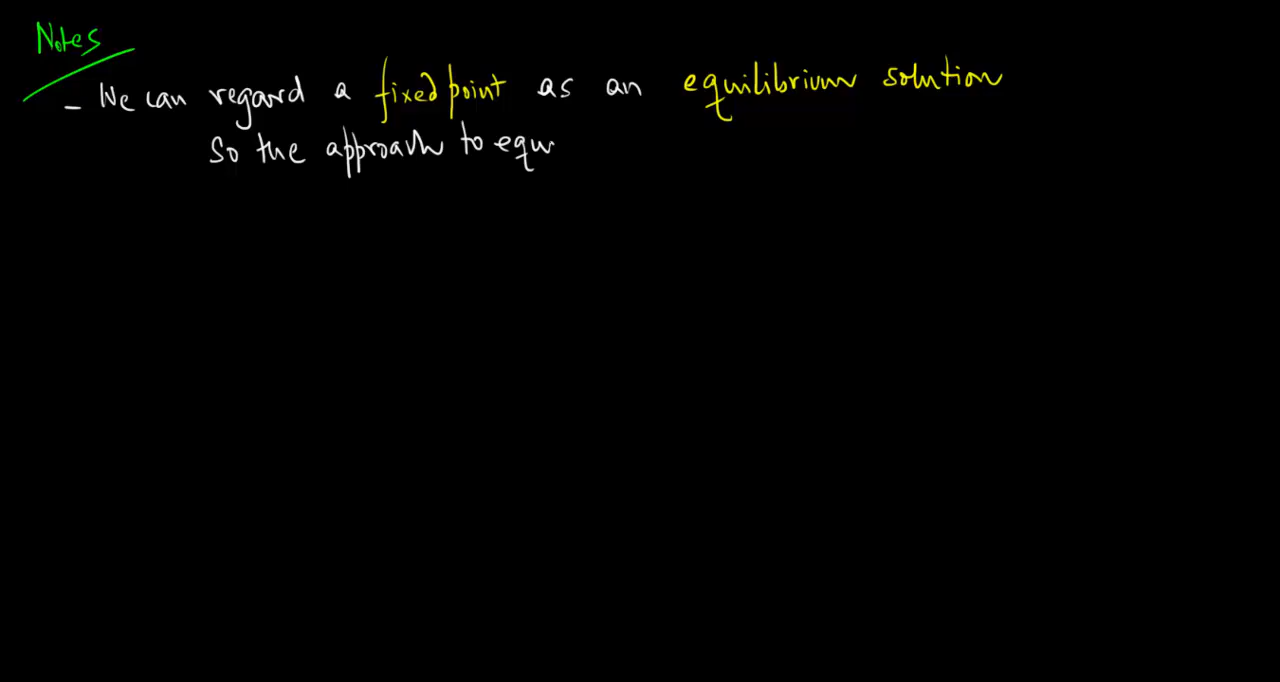 Notes
- We can regard a fixed point as an equilibrium solution
So the approach to equ